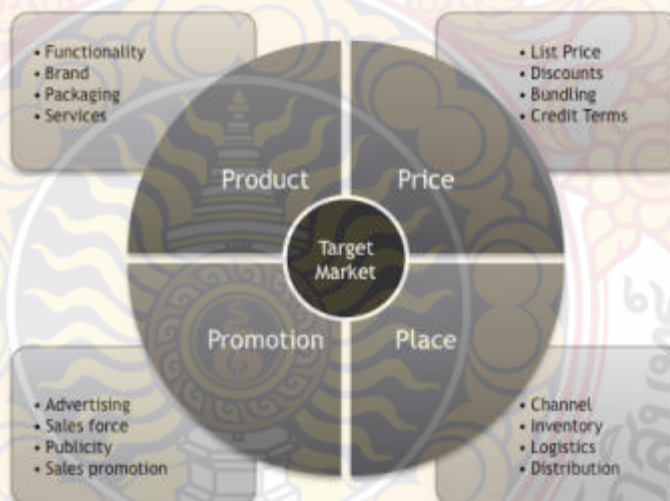 • Functionality
• Brand
• Packaging
• Services
• List Price
• Discounts
• Bundling
• Credit Terms
Product
Price
Target
Market
Promotion
Place
• Advertising
• Sales force
• Publicity
• Sales promotion
• Channel
• Inventory
• Logistics
• Distribution